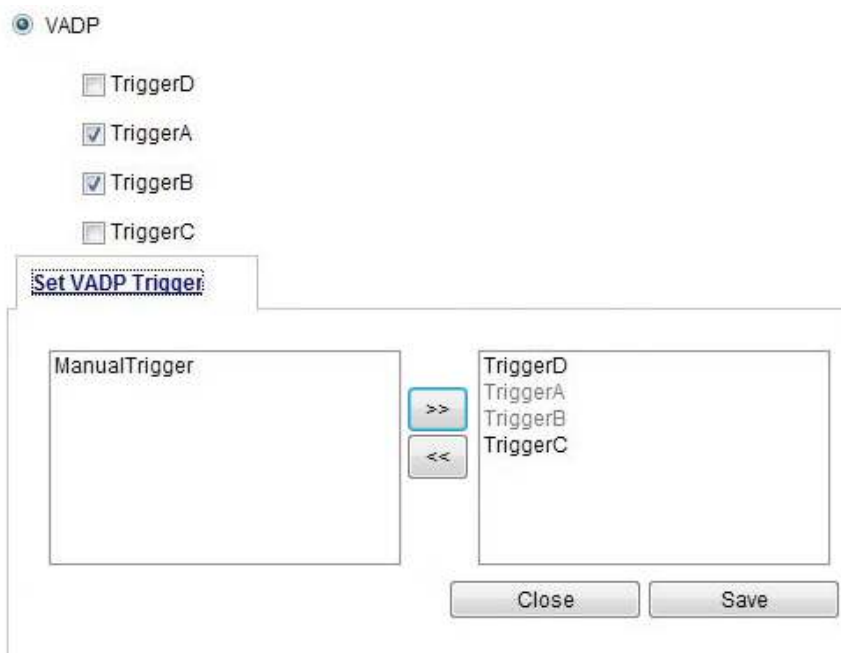 VADP
TriggerD
TriggerA
TriggerB
TriggerC
Set VADP Trigger
ManualTrigger
>>
<<
TriggerD
TriggerA
TriggerB
TriggerC
Close Save